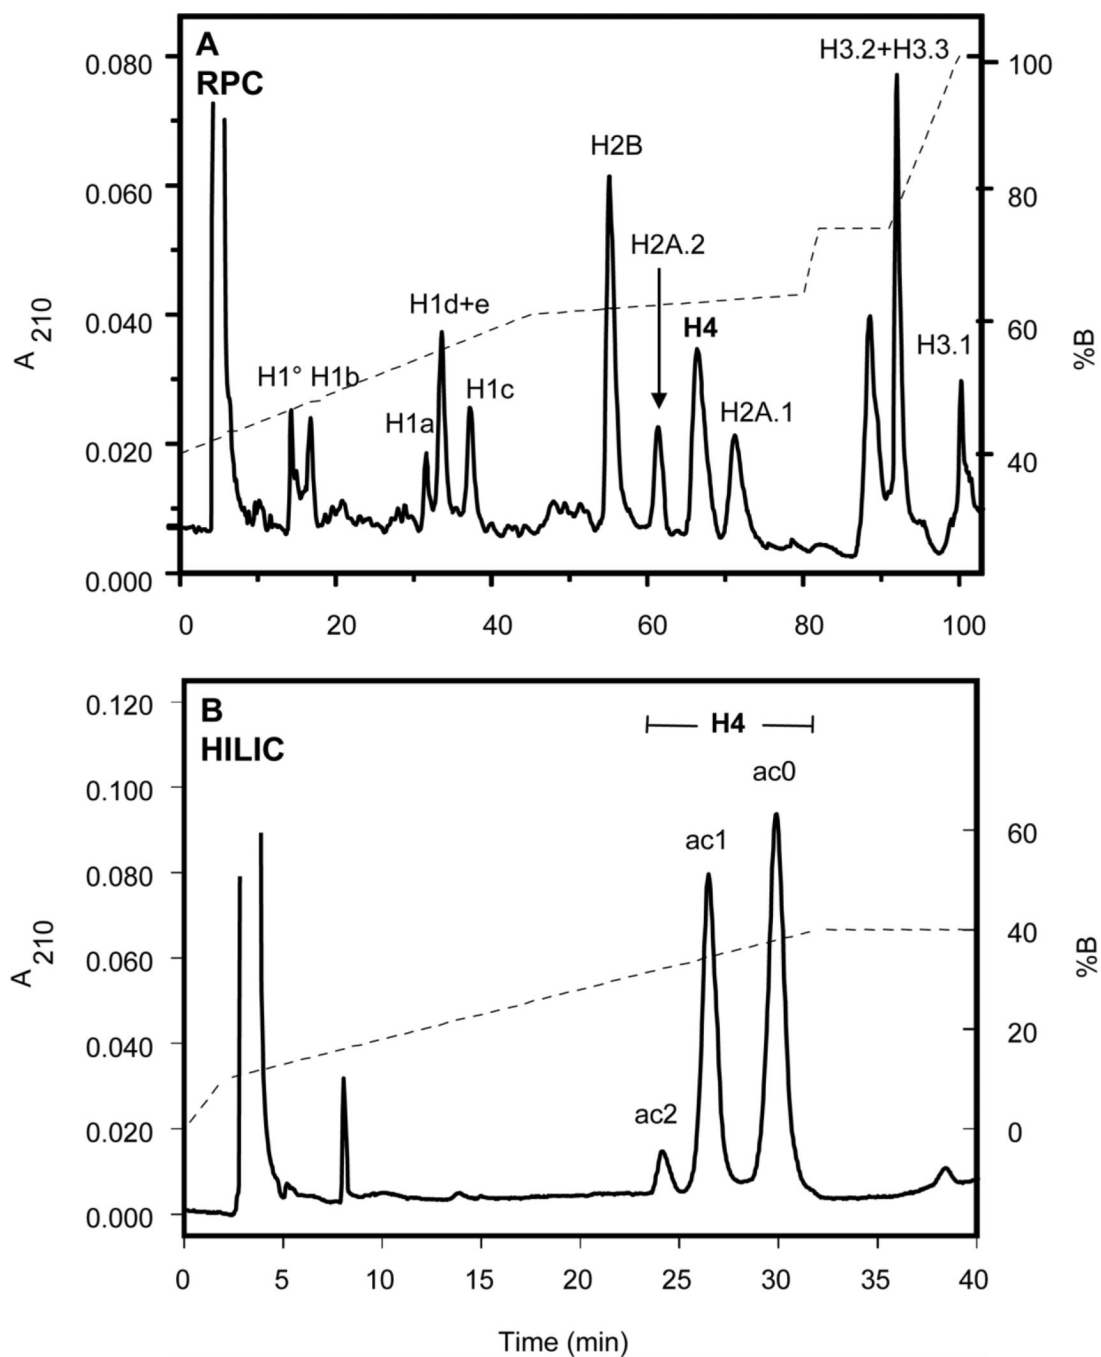 A
RPC
H3.2+H3.3
0.080
100
H2B
0.060
80
H2A.2
H1d+e
H4
0.040
60
A 210
%B
H3.1
H1° H1b
H1c
H1a
H2A.1
0.020
40
0.000
0 20 40 60 80 100
B
HILIC
0.120
H4
ac0
0.100
60
ac1
0.080
40
A 210
%B
0.060
0.040
20
ac2
0.020
0
0.000
0 5 10 15 20 25 30 35 40
Time (min)